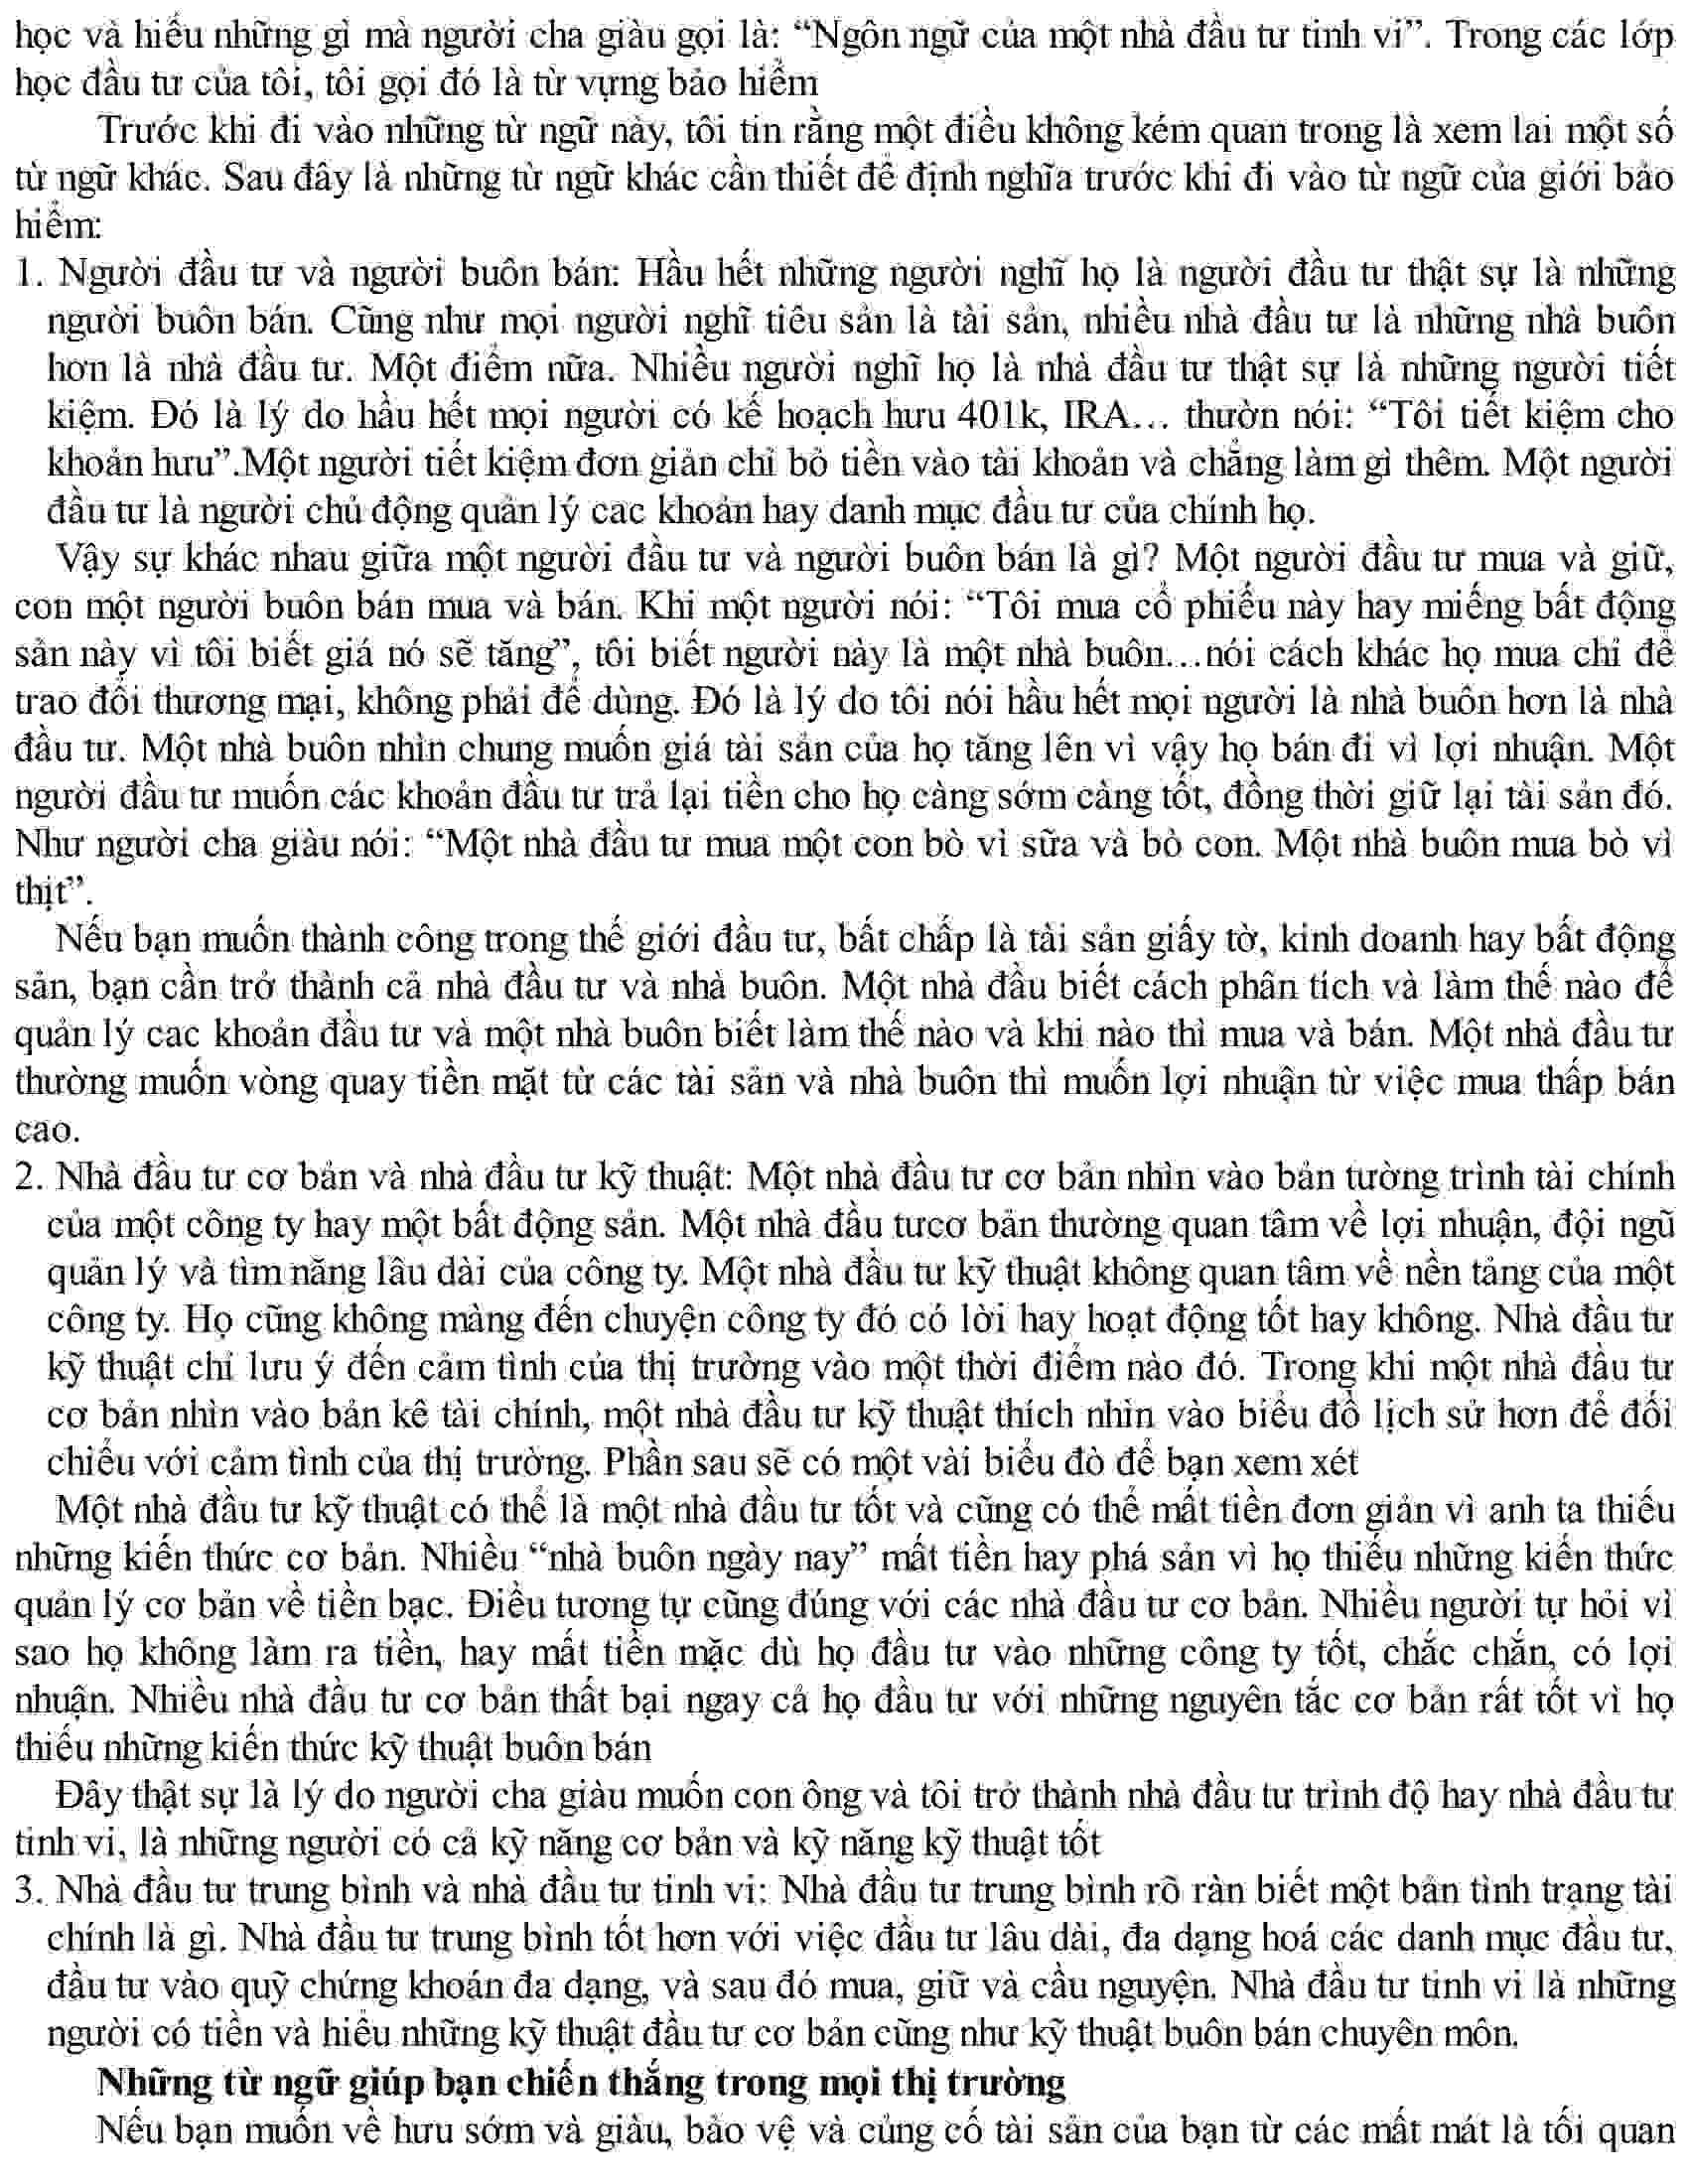 học và hiểu những gì mà người cha giàu gọi là: “Ngôn ngữ của một nhà đầu tư tinh vi”. Trong các lớp
học đầu tư của tôi, tôi gọi đó là từ vựng bảo hiểm
Trước khi đi vào những từ ngữ này, tôi tin rằng một điều không kém quan trong là xem lai một số
từ ngữ khác. Sau đây là những từ ngữ khác cần thiết để định nghĩa trước khi đi vào từ ngữ của giới bảo
hiểm:
1. Người đầu tư và người buôn bán: Hầu hết những người nghĩ họ là người đầu tư thật sự là những
người buôn bán. Cũng như mọi người nghĩ tiêu sản là tài sản, nhiều nhà đầu tư là những nhà buôn
hơn là nhà đầu tư. Một điểm nữa. Nhiều người nghĩ họ là nhà đầu tư thật sự là những người tiết
kiệm. Đó là lý do hầu hết mọi người có kế hoạch hưu 401k, IRA… thườn nói: “Tôi tiết kiệm cho
khoản hưu”.Một người tiết kiệm đơn giản chỉ bỏ tiền vào tài khoản và chẳng làm gì thêm. Một người
đầu tư là người chủ động quản lý cac khoản hay danh mục đầu tư của chính họ.
Vậy sự khác nhau giữa một người đầu tư và người buôn bán là gì? Một người đầu tư mua và giữ,
con một người buôn bán mua và bán. Khi một người nói: “Tôi mua cổ phiếu này hay miếng bất động
sản này vì tôi biết giá nó sẽ tăng”, tôi biết người này là một nhà buôn…nói cách khác họ mua chỉ để
trao đổi thương mại, không phải để dùng. Đó là lý do tôi nói hầu hết mọi người là nhà buôn hơn là nhà
đầu tư. Một nhà buôn nhìn chung muốn giá tài sản của họ tăng lên vì vậy họ bán đi vì lợi nhuận. Một
người đầu tư muốn các khoản đầu tư trả lại tiền cho họ càng sớm càng tốt, đồng thời giữ lại tài sản đó.
Như người cha giàu nói: “Một nhà đầu tư mua một con bò vì sữa và bò con. Một nhà buôn mua bò vì
thịt”.
Nếu bạn muốn thành công trong thế giới đầu tư, bất chấp là tài sản giấy tờ, kinh doanh hay bất động
sản, bạn cần trở thành cả nhà đầu tư và nhà buôn. Một nhà đầu biết cách phân tích và làm thế nào để
quản lý cac khoản đầu tư và một nhà buôn biết làm thế nào và khi nào thì mua và bán. Một nhà đầu tư
thường muốn vòng quay tiền mặt từ các tài sản và nhà buôn thì muốn lợi nhuận từ việc mua thấp bán
cao.
2. Nhà đầu tư cơ bản và nhà đầu tư kỹ thuật: Một nhà đầu tư cơ bản nhìn vào bản tường trình tài chính
của một công ty hay một bất động sản. Một nhà đầu tưcơ bản thường quan tâm về lợi nhuận, đội ngũ
quản lý và tìm năng lâu dài của công ty. Một nhà đầu tư kỹ thuật không quan tâm về nền tảng của một
công ty. Họ cũng không màng đến chuyện công ty đó có lời hay hoạt động tốt hay không. Nhà đầu tư
kỹ thuật chỉ lưu ý đến cảm tình của thị trường vào một thời điểm nào đó. Trong khi một nhà đầu tư
cơ bản nhìn vào bản kê tài chính, một nhà đầu tư kỹ thuật thích nhìn vào biểu đồ lịch sử hơn để đối
chiếu với cảm tình của thị trường. Phần sau sẽ có một vài biểu đò để bạn xem xét
Một nhà đầu tư kỹ thuật có thể là một nhà đầu tư tốt và cũng có thể mất tiền đơn giản vì anh ta thiếu
những kiến thức cơ bản. Nhiều “nhà buôn ngày nay” mất tiền hay phá sản vì họ thiếu những kiến thức
quản lý cơ bản về tiền bạc. Điều tương tự cũng đúng với các nhà đầu tư cơ bản. Nhiều người tự hỏi vì
sao họ không làm ra tiền, hay mất tiền mặc dù họ đầu tư vào những công ty tốt, chắc chắn, có lợi
nhuận. Nhiều nhà đầu tư cơ bản thất bại ngay cả họ đầu tư với những nguyên tắc cơ bản rất tốt vì họ
thiếu những kiến thức kỹ thuật buôn bán
Đây thật sự là lý do người cha giàu muốn con ông và tôi trở thành nhà đầu tư trình độ hay nhà đầu tư
tinh vi, là những người có cả kỹ năng cơ bản và kỹ năng kỹ thuật tốt
3. Nhà đầu tư trung bình và nhà đầu tư tinh vi: Nhà đầu tư trung bình rõ ràn biết một bản tình trạng tài
chính là gì. Nhà đầu tư trung bình tốt hơn với việc đầu tư lâu dài, đa dạng hoá các danh mục đầu tư,
đầu tư vào quỹ chứng khoán đa dạng, và sau đó mua, giữ và cầu nguyện. Nhà đầu tư tinh vi là những
người có tiền và hiểu những kỹ thuật đầu tư cơ bản cũng như kỹ thuật buôn bán chuyên môn.
Những từ ngữ giúp bạn chiến thắng trong mọi thị trường
Nếu bạn muốn về hưu sớm và giàu, bảo vệ và củng cố tài sản của bạn từ các mất mát là tối quan